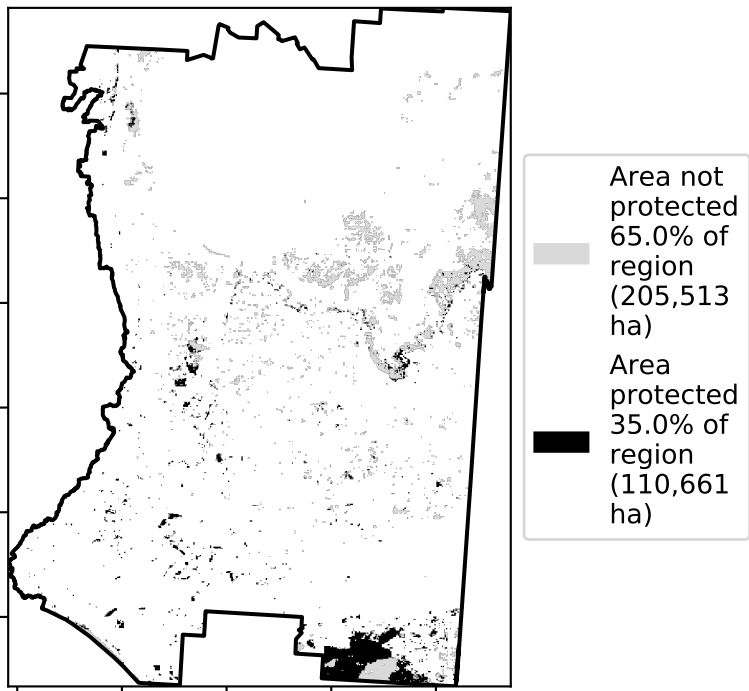 Area not
protected
65.0% of
region
(205,513
ha)
Area
protected
35.0% of
region
(110,661
ha)